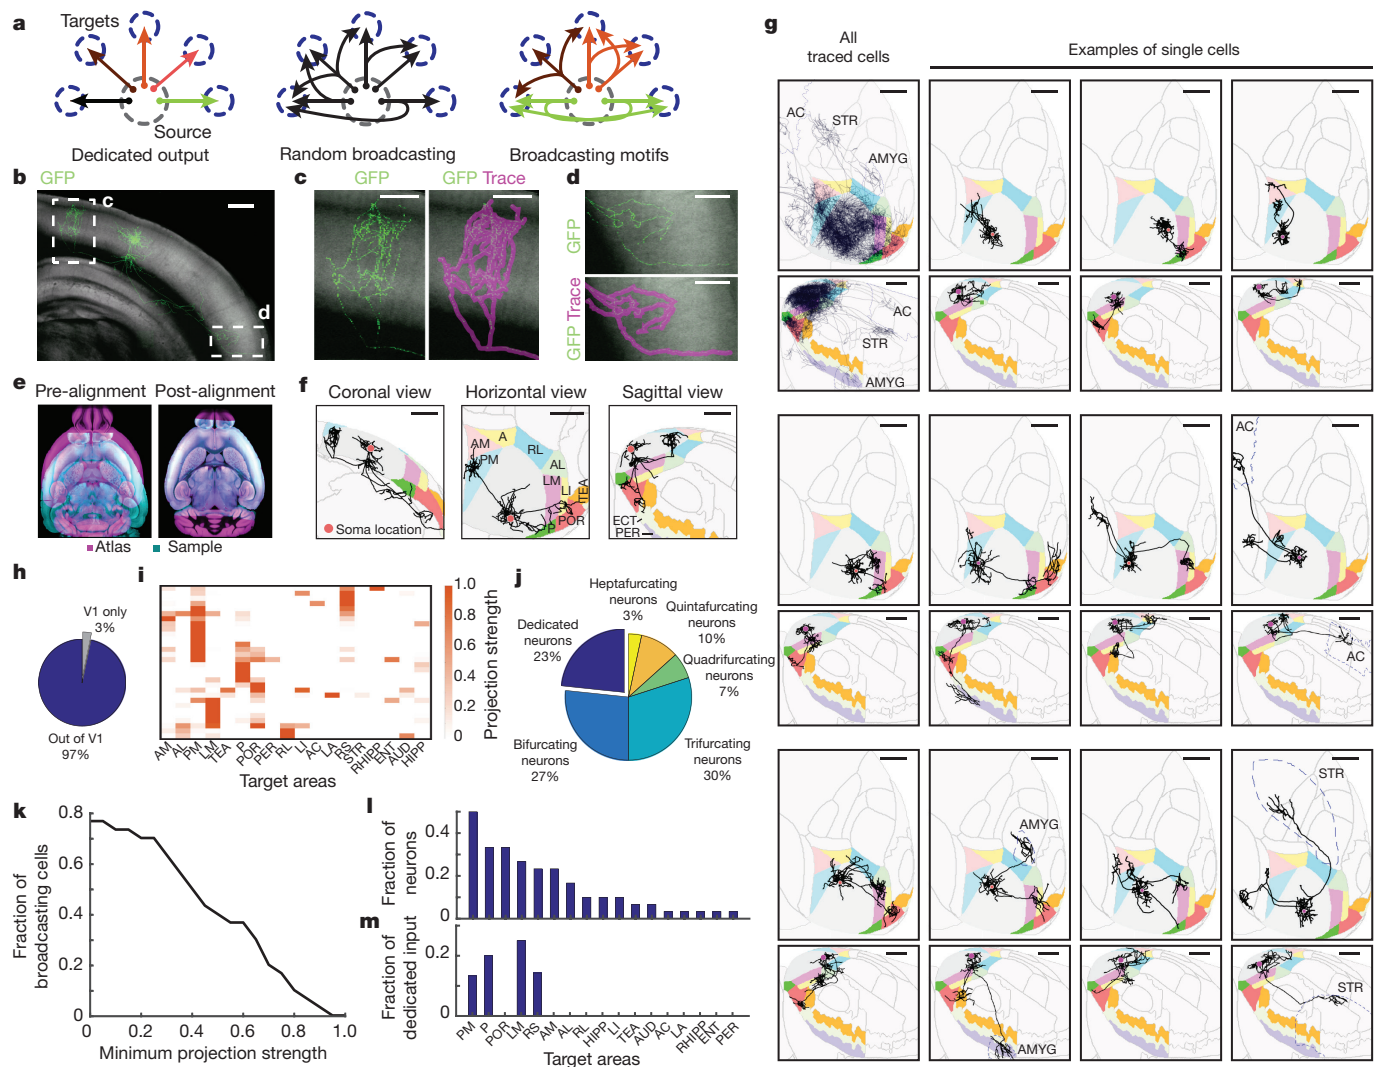 a
Targets
Source
Dedicated output
Random broadcasting
Broadcasting motifs
b
GFP
c
d
c
GFP
GFP Trace
d
GFP
GFP Trace
e
Pre-alignment
Post-alignment
Atlas
Sample
f
Coronal view
Horizontal view
Sagittal view
Soma location
AM
A
PM
RL
AL
LM
LI
TEA
P
POR
ECT
PER
g
All
traced cells
Examples of single cells
AC
STR
AMYG
AC
STR
AMYG
AC
AC
AMYG
STR
AMYG
STR
h
V1 only
3%
Out of V1
97%
i
1.0
0.8
0.6
0.4
0.2
0
Projection strength
AM
AL
PM
LM
TEA
P
POR
PER
RL
LI
AC
LA
RS
STR
RHIPP
ENT
AUD
HIPP
Target areas
j
Heptafurcating
neurons
3%
Quintafurcating
neurons
10%
Quadrifurcating
neurons
7%
Trifurcating
neurons
30%
Bifurcating
neurons
27%
Dedicated
neurons
23%
k
Fraction of
broadcasting cells
0.8
0.6
0.4
0.2
0
0
0.2
0.4
0.6
0.8
1.0
Minimum projection strength
l
Fraction of
neurons
0.4
0.2
0
m
Fraction of
dedicated input
0.2
0
PM
P
POR
LM
RS
AM
AL
RL
HIPP
LI
TEA
AUD
AC
LA
RHIPP
ENT
PER
Target areas